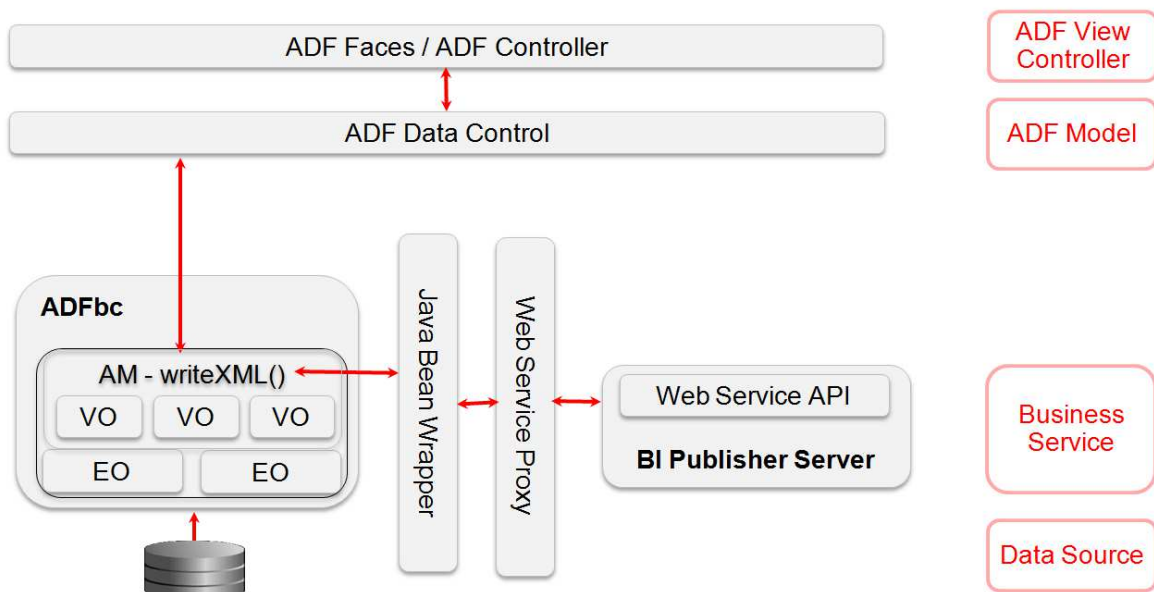 ADF Faces / ADF Controller
ADF View
Controller
ADF Data Control
ADF Model
ADFbc
AM - writeXML()
VO
VO
VO
EO
EO
Java Bean Wrapper
Web Service Proxy
Web Service API
BI Publisher Server
Business
Service
Data Source